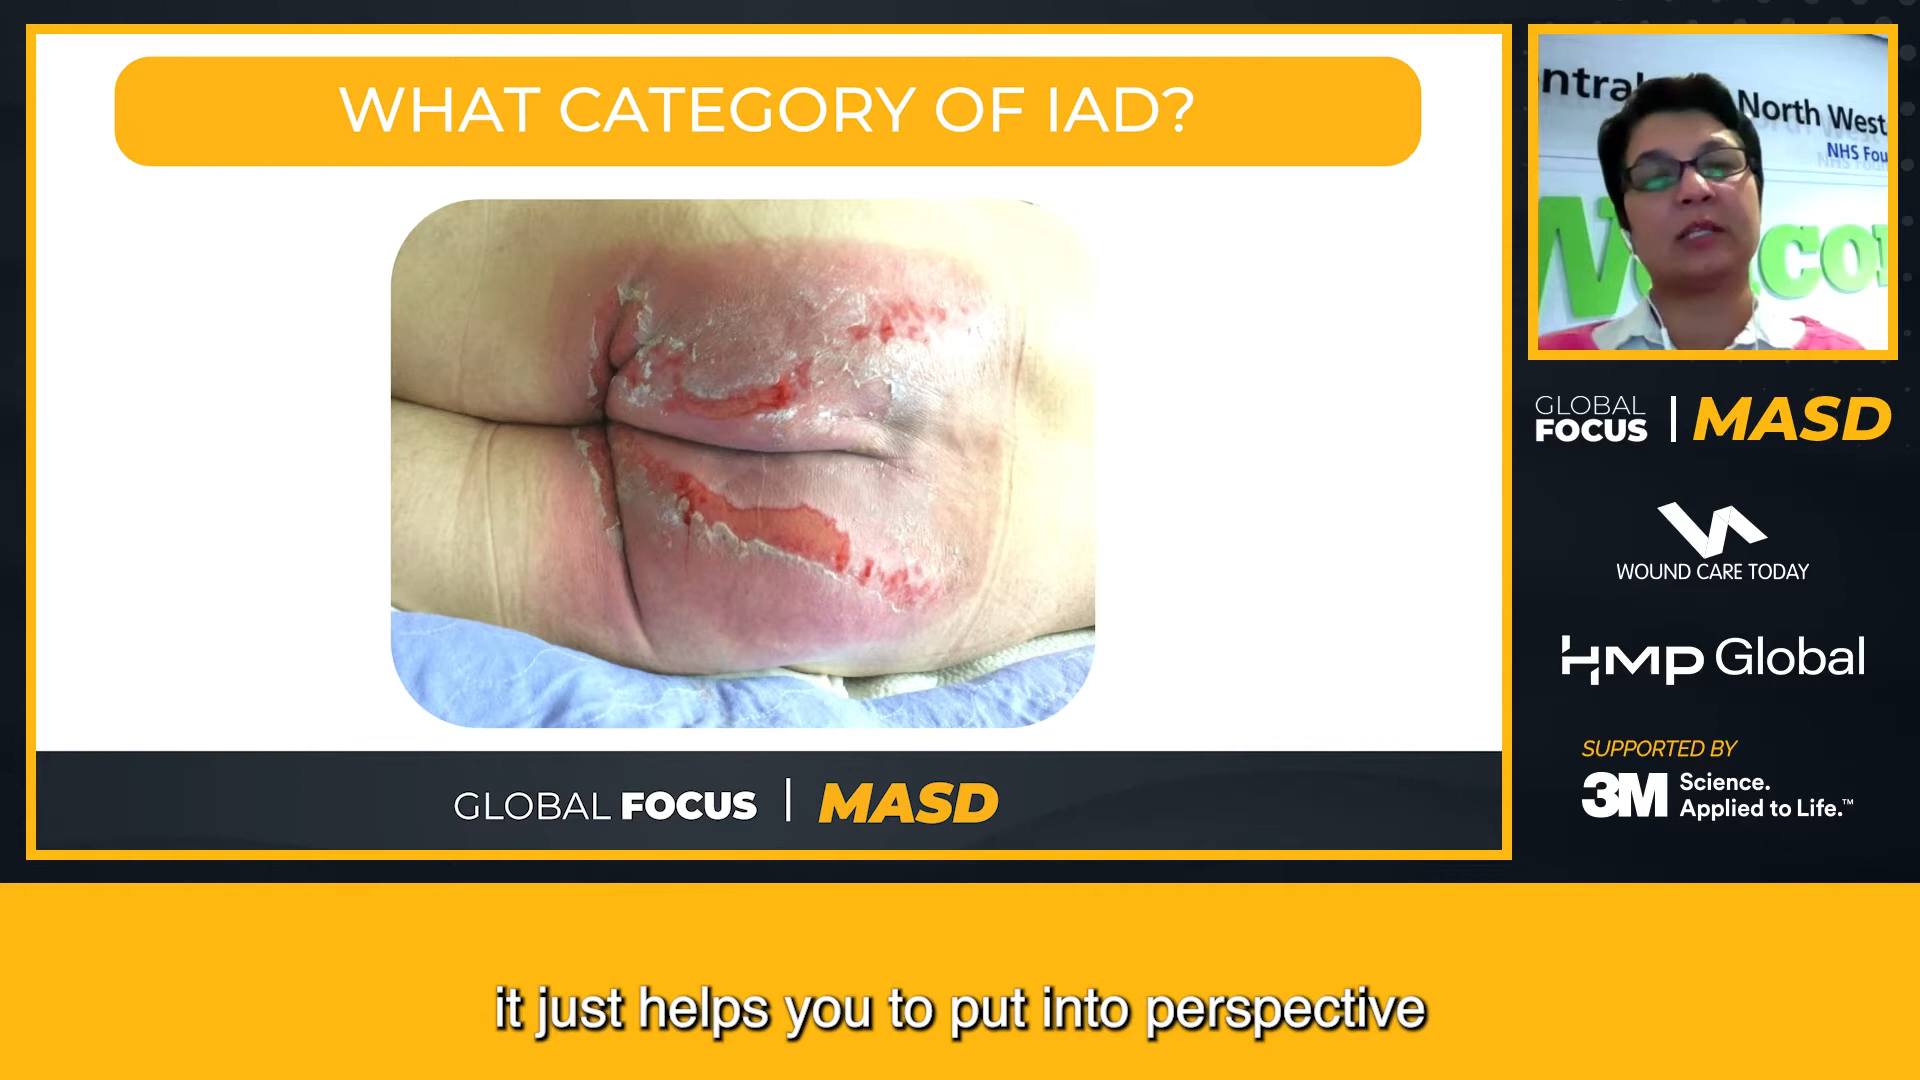 WHAT CATEGORY OF IAD?
GLOBAL FOCUS | MASD
ntral
North West
NHS Fou
GLOBAL
FOCUS | MASD
WOUND CARE TODAY
HMP Global
SUPPORTED BY
3M Science.
Applied to Life.™
it just helps you to put into perspective